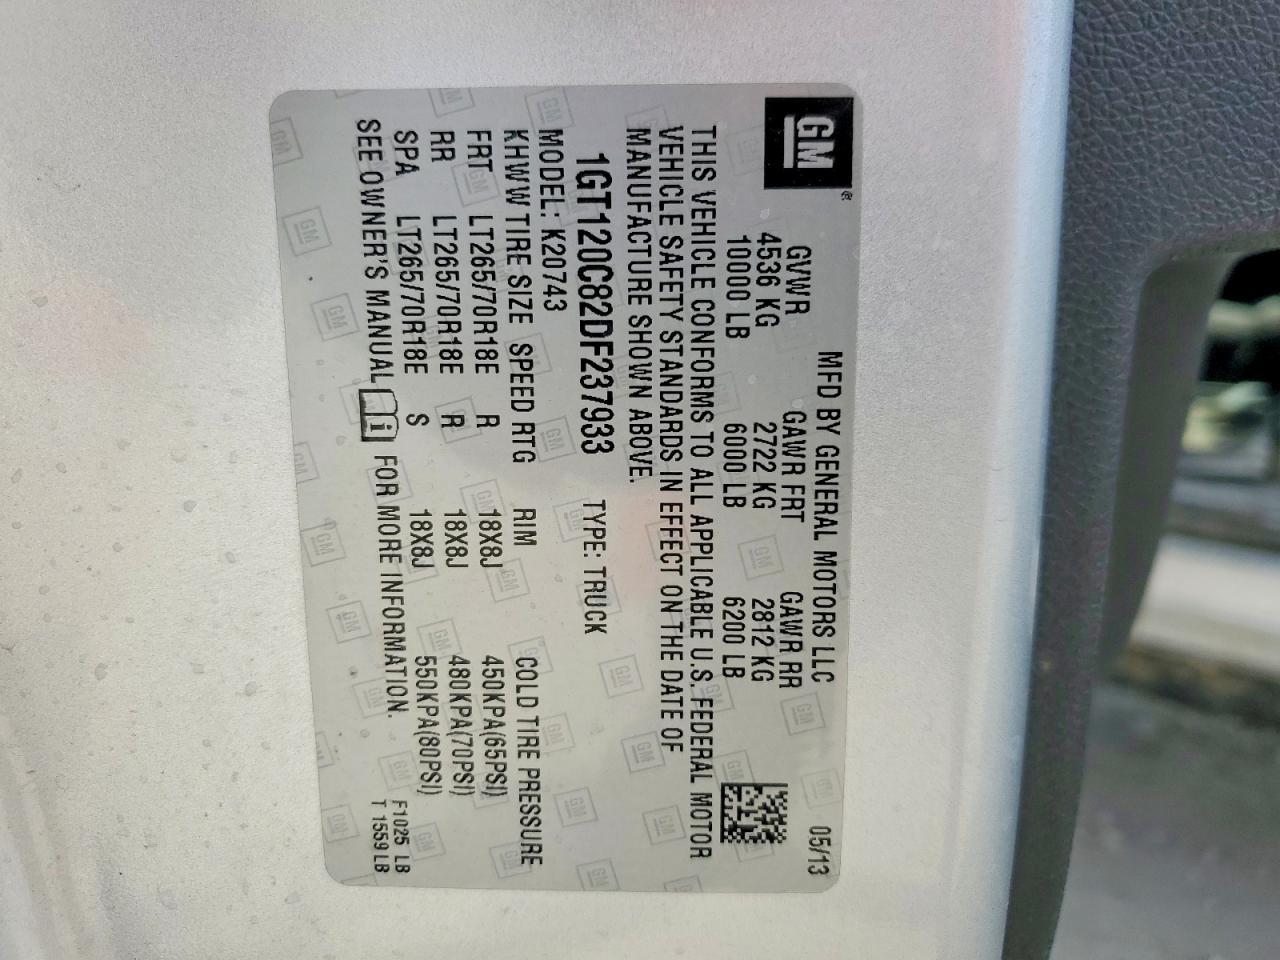 GM®
MFD BY GENERAL MOTORS LLC 05/13
GVWR GAWR FRT GAWR RR
4536 KG 2722 KG 2812 KG
10000 LB 6000 LB 6200 LB
THIS VEHICLE CONFORMS TO ALL APPLICABLE U.S. FEDERAL MOTOR
VEHICLE SAFETY STANDARDS IN EFFECT ON THE DATE OF
MANUFACTURE SHOWN ABOVE.
1GT120C82DF237933 TYPE: TRUCK
MODEL: K20743
KHWW TIRE SIZE SPEED RTG RIM COLD TIRE PRESSURE
FRT LT265/70R18E R 18X8J 450KPA(65PSI)
RR LT265/70R18E R 18X8J 480KPA(70PSI)
SPA LT265/70R18E S 18X8J 550KPA(80PSI)
SEE OWNER'S MANUAL i FOR MORE INFORMATION.
F1025 LB
T 1559 LB